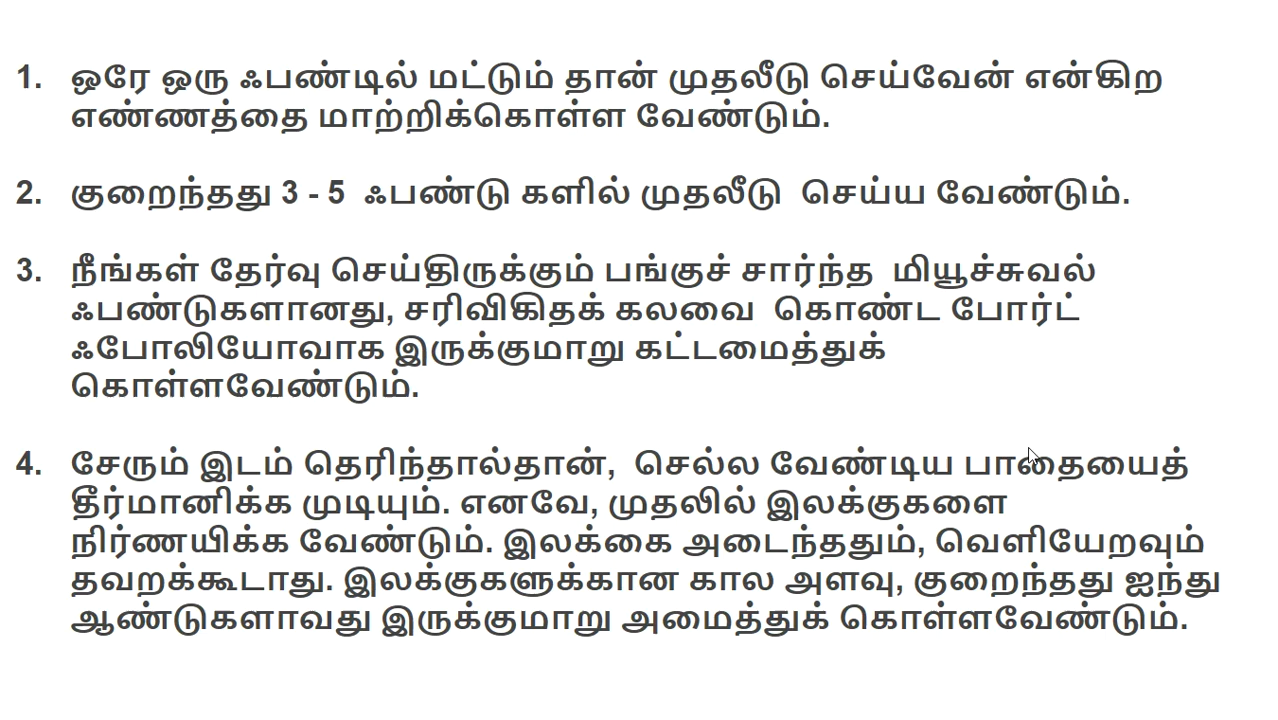 1. ஒரே ஒரு ஃபண்டில் மட்டும் தான் முதலீடு செய்வேன் என்கிற
எண்ணத்தை மாற்றிக்கொள்ள வேண்டும்.
2. குறைந்தது 3 - 5 ஃபண்டு களில் முதலீடு செய்ய வேண்டும்.
3. நீங்கள் தேர்வு செய்திருக்கும் பங்குச் சார்ந்த மியூச்சுவல்
ஃபண்டுகளானது, சரிவிகிதக் கலவை கொண்ட போர்ட்
ஃபோலியோவாக இருக்குமாறு கட்டமைத்துக்
கொள்ளவேண்டும்.
4. சேரும் இடம் தெரிந்தால்தான், செல்ல வேண்டிய பாதையைத்
தீர்மானிக்க முடியும். எனவே, முதலில் இலக்குகளை
நிர்ணயிக்க வேண்டும். இலக்கை அடைந்ததும், வெளியேறவும்
தவறக்கூடாது. இலக்குகளுக்கான கால அளவு, குறைந்தது ஐந்து
ஆண்டுகளாவது இருக்குமாறு அமைத்துக் கொள்ளவேண்டும்.